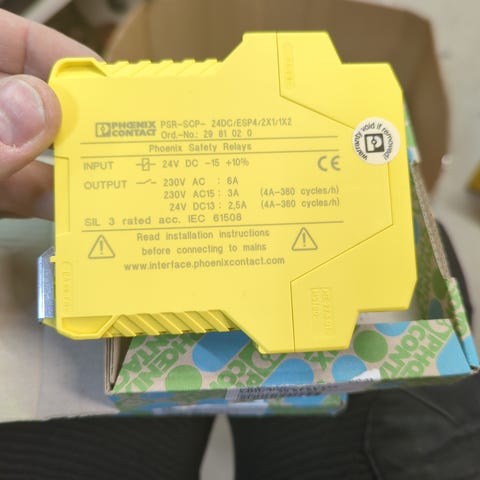 PHŒNIX
CONTACT
PSR-SCP- 24DC/ESP4/2X1/1X2
Ord.-No.: 29 81 02 0
Phoenix Safety Relays
INPUT 24V DC -15 +10%
OUTPUT 230V AC : 6A
230V AC15 : 3A (4A-360 cycles/h)
24V DC13 : 2,5A (4A-360 cycles/h)
SIL 3 rated acc. IEC 61508
Read installation instructions
before connecting to mains
www.interface.phoenixcontact.com
CE
warranty void if removed!
PHŒNIX
CONTACT